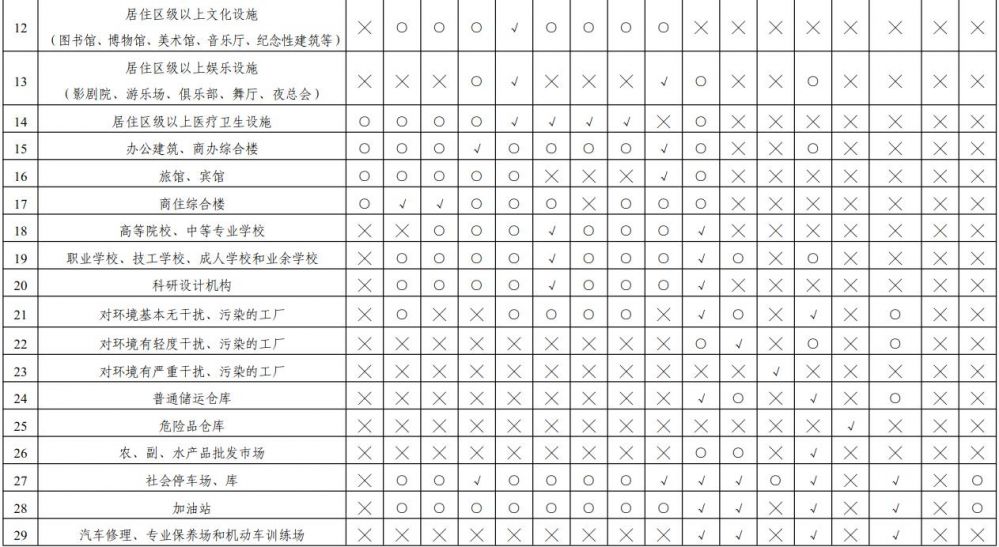 12 居住区级以上文化设施 × ○ ○ ○ √ ○ ○ ○ ○ × × × × × × × ×
（图书馆、博物馆、美术馆、音乐厅、纪念性建筑等）
13 居住区级以上娱乐设施 × × × ○ √ × × × √ ○ × × ○ × × × ×
（影剧院、游乐场、俱乐部、舞厅、夜总会）
14 居住区级以上医疗卫生设施 ○ ○ ○ ○ √ √ √ √ × ○ × × × × × × ×
15 办公建筑、商办综合楼 ○ ○ ○ √ ○ ○ ○ ○ √ ○ × × ○ × × × ×
16 旅馆、宾馆 ○ ○ ○ ○ ○ × × × √ ○ × × × × × × ×
17 商住综合楼 ○ √ √ ○ ○ ○ × ○ ○ ○ × × × × × × ×
18 高等院校、中等专业学校 × × ○ ○ ○ √ ○ ○ ○ √ × × × × × × ×
19 职业学校、技工学校、成人学校和业余学校 × ○ ○ ○ ○ √ ○ ○ ○ √ ○ × ○ × × × ×
20 科研设计机构 × ○ ○ ○ ○ √ ○ ○ ○ √ × × × × × × ×
21 对环境基本无干扰、污染的工厂 × ○ × × ○ ○ ○ ○ × √ ○ × √ × ○ × ×
22 对环境有轻度干扰、污染的工厂 × × × × × × × × × ○ √ × ○ × ○ × ×
23 对环境有严重干扰、污染的工厂 × × × × × × × × × × × √ × × × × ×
24 普通储运仓库 × × × × × × × × × √ ○ × √ × ○ × ×
25 危险品仓库 × × × × × × × × × × × × × √ × × ×
26 农、副、水产品批发市场 × × × × × × × × × ○ ○ × √ × × × ×
27 社会停车场、库 × ○ ○ √ ○ ○ ○ ○ √ √ √ ○ √ × √ × ○
28 加油站 × ○ ○ ○ ○ ○ ○ ○ ○ √ √ × √ × √ × ○
29 汽车修理、专业保养场和机动车训练场 × × × × × × × × × √ √ × √ × √ × ×